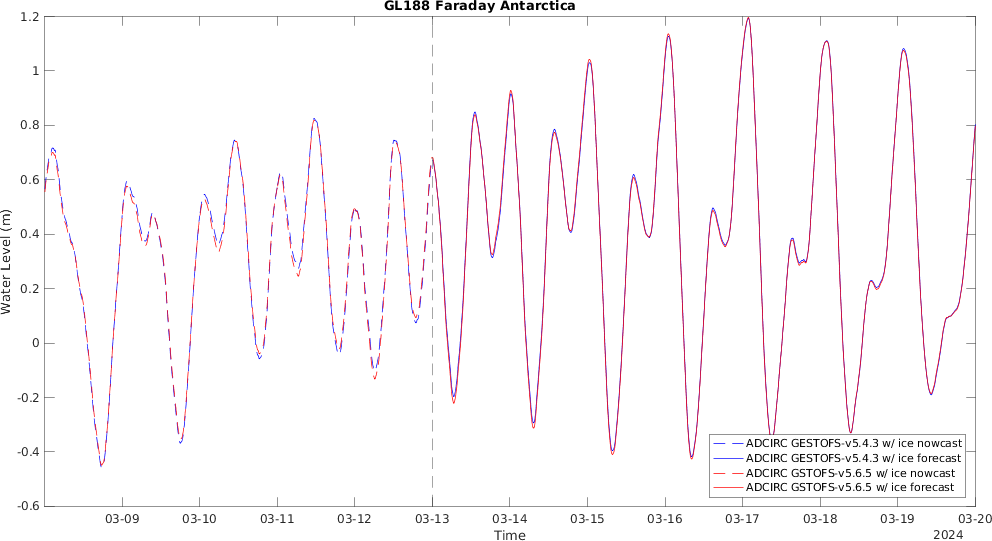 GL188 Faraday Antarctica
Water Level (m)
1.2
1
0.8
0.6
0.4
0.2
0
-0.2
-0.4
-0.6
03-09 03-10 03-11 03-12 03-13 03-14 03-15 03-16 03-17 03-18 03-19 03-20
Time
2024
ADCIRC GESTOFS-v5.4.3 w/ ice nowcast
ADCIRC GESTOFS-v5.4.3 w/ ice forecast
ADCIRC GSTOFS-v5.6.5 w/ ice nowcast
ADCIRC GSTOFS-v5.6.5 w/ ice forecast